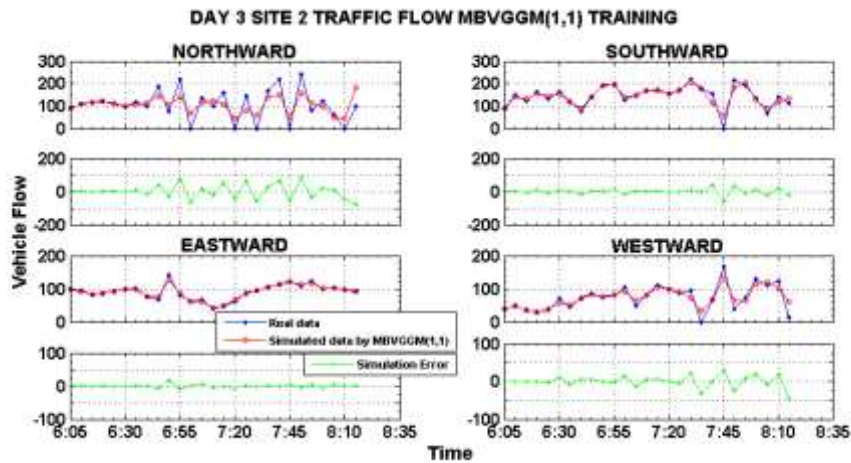 DAY 3 SITE 2 TRAFFIC FLOW MBVGGM(1,1) TRAINING
NORTHWARD
SOUTHWARD
300
200
100
0
300
200
100
0
200
0
-200
200
0
-200
Vehicle Flow
EASTWARD
WESTWARD
200
100
0
200
100
0
Real data
Simulated data by MBVGGM(1,1)
Simulation Error
100
0
-100
100
0
-100
6:05 6:30 6:55 7:20 7:45 8:10 8:35
6:05 6:30 6:55 7:20 7:45 8:10 8:35
Time